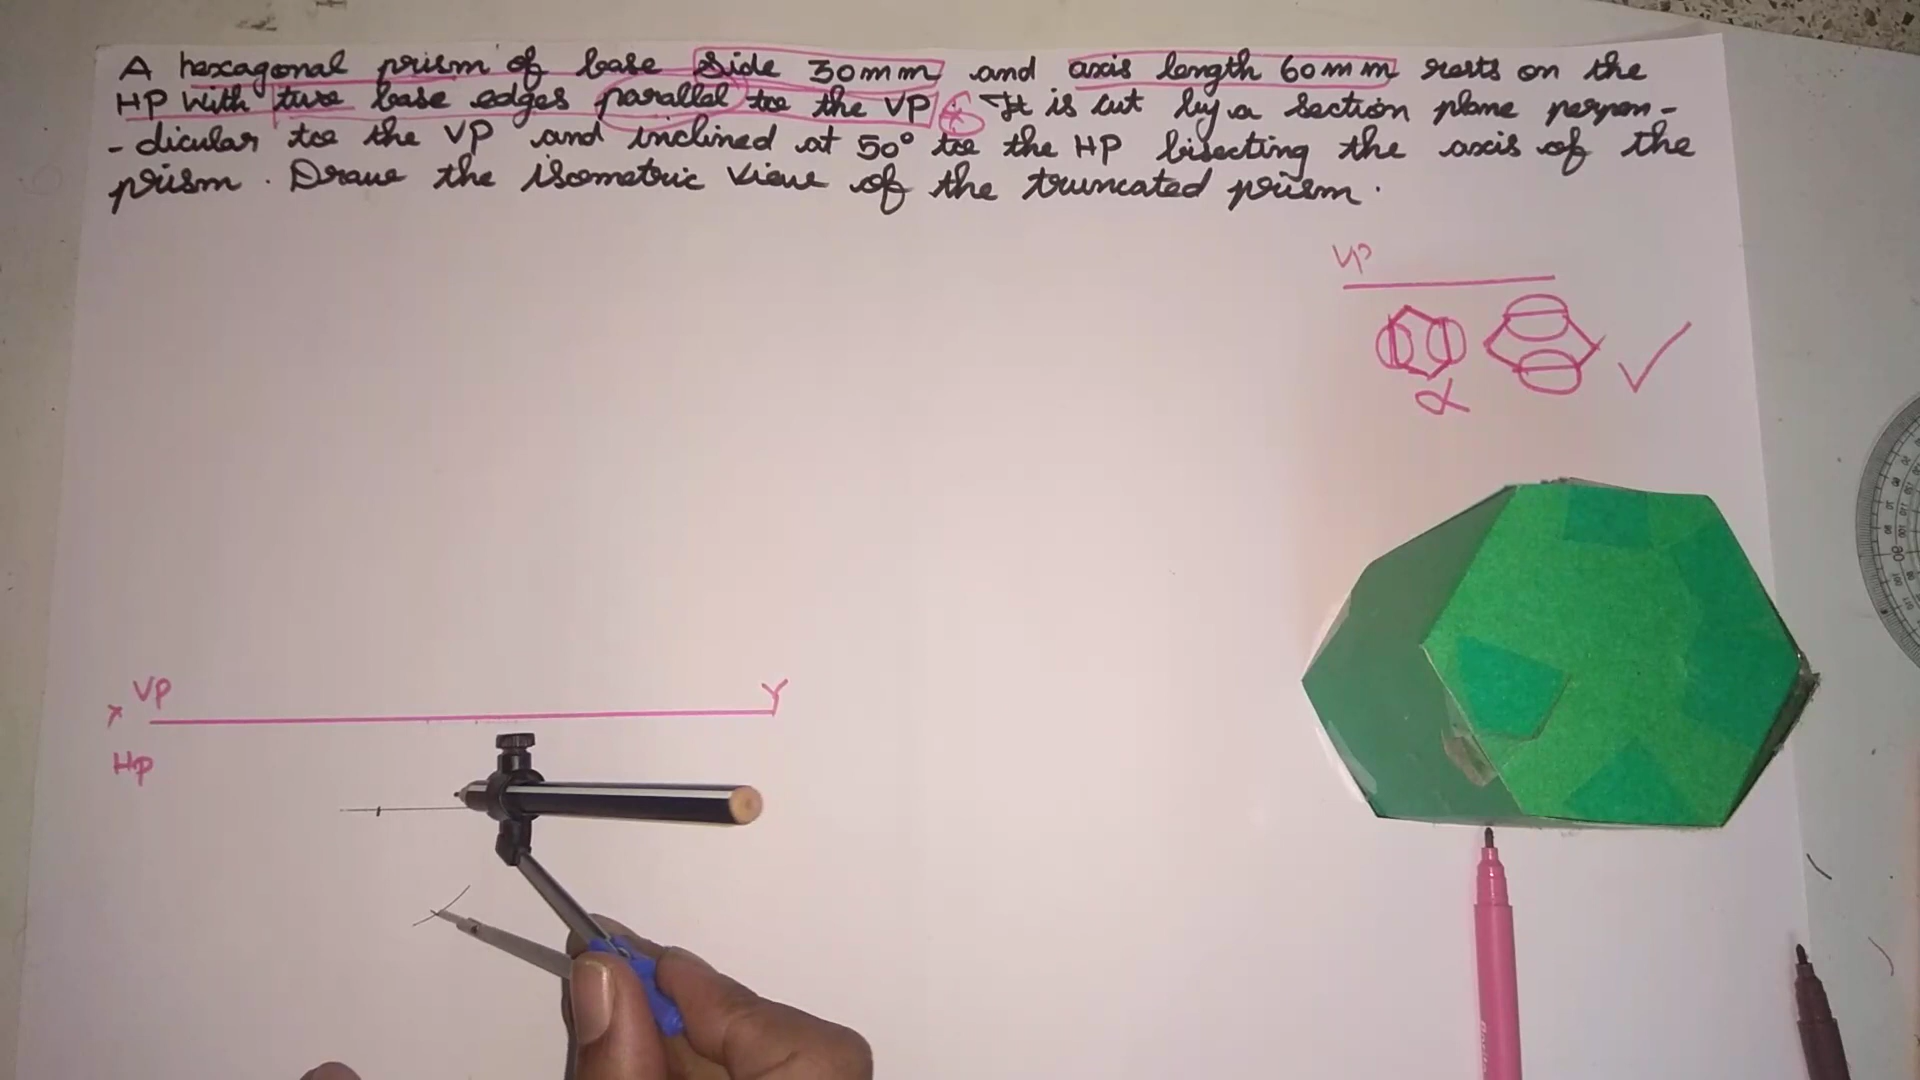 A hexagonal prism of base side 30mm and axis length 60mm rests on the
HP with two base edges parallel to the VP. It is cut by a section plane perpen-
-dicular to the VP and inclined at 50° to the HP bisecting the axis of the
prism. Draw the isometric view of the truncated prism.
VP
X VP Y
HP